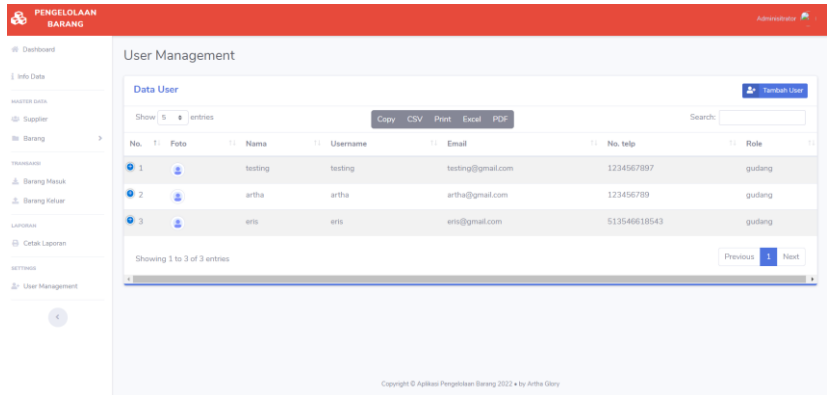 PENGELOLAAN
BARANG
Administrator
Dashboard
Info Data
MASTER DATA
Supplier
Barang
TRANSAKSI
Barang Masuk
Barang Keluar
LAPORAN
Cetak Laporan
SETTINGS
User Management
User Management
Data User
Tambah User
Show 5 entries
Copy CSV Print Excel PDF
Search:
No. Foto Nama Username Email No. telp Role
1 testing testing testing@gmail.com 1234567897 gudang
2 artha artha artha@gmail.com 123456789 gudang
3 eris eris eris@gmail.com 513546618543 gudang
Showing 1 to 3 of 3 entries
Previous 1 Next
Copyright © Aplikasi Pengelolaan Barang 2022 • by Artha Glory